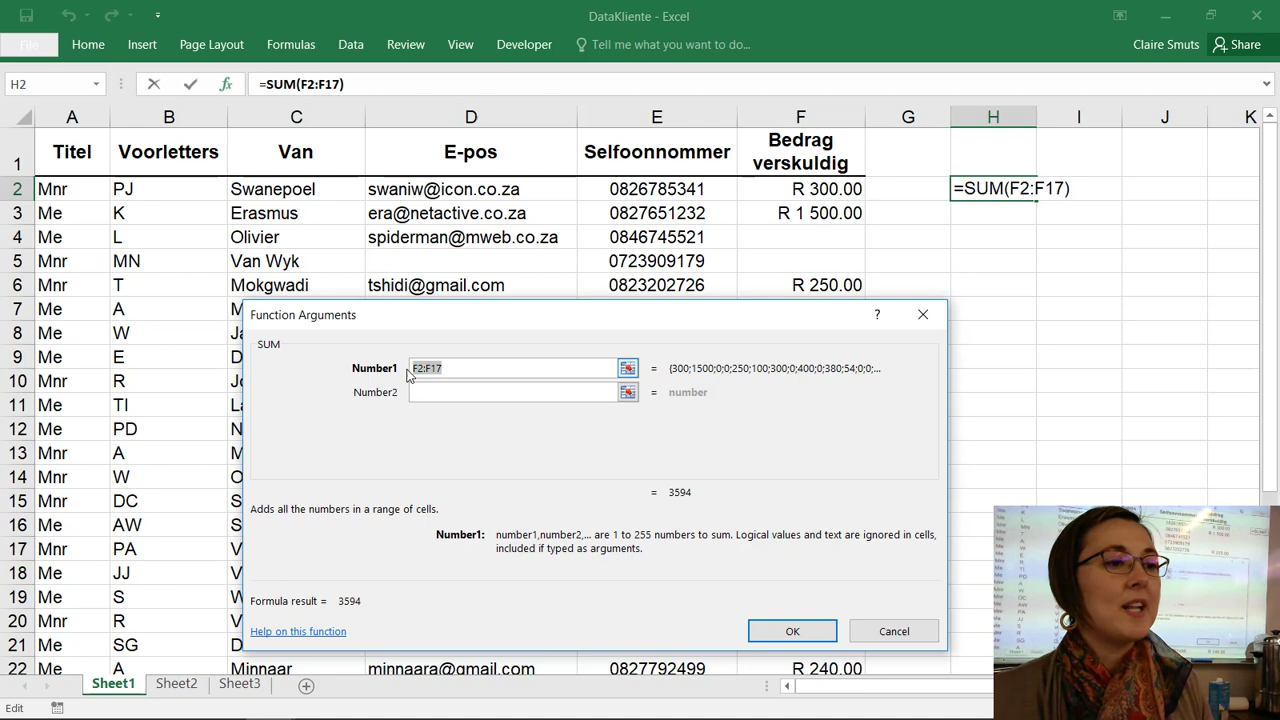 DataKliente - Excel
File Home Insert Page Layout Formulas Data Review View Developer Tell me what you want to do... Claire Smuts Share
H2 =SUM(F2:F17)
A B C D E F G H I J K
1 Titel Voorletters Van E-pos Selfoonnommer Bedrag verskuldig
2 Mnr PJ Swanepoel swaniw@icon.co.za 0826785341 R 300.00 =SUM(F2:F17)
3 Me K Erasmus era@netactive.co.za 0827651232 R 1 500.00
4 Me L Olivier spiderman@mweb.co.za 0846745521
5 Mnr MN Van Wyk 0723909179
6 Mnr T Mokgwadi tshidi@gmail.com 0823202726 R 250.00
7 Me A
8 Me W
9 Me E
10 Mnr R
11 Me TI
12 Me PD
13 Mnr A
14 Mnr W
15 Mnr DC
16 Me AW
17 Mnr PA
18 Me JJ
19 Me S
20 Mnr R
21 Me SG
22 Me A Minnaar minnaara@gmail.com 0827792499 R 240.00
Function Arguments ?
SUM
Number1 F2:F17 = {300;1500;0;0;250;100;300;0;400;0;380;54;0;0;...
Number2 = number
= 3594
Adds all the numbers in a range of cells.
Number1: number1,number2,... are 1 to 255 numbers to sum. Logical values and text are ignored in cells,
included if typed as arguments.
Formula result = 3594
Help on this function OK Cancel
Sheet1 Sheet2 Sheet3
Edit